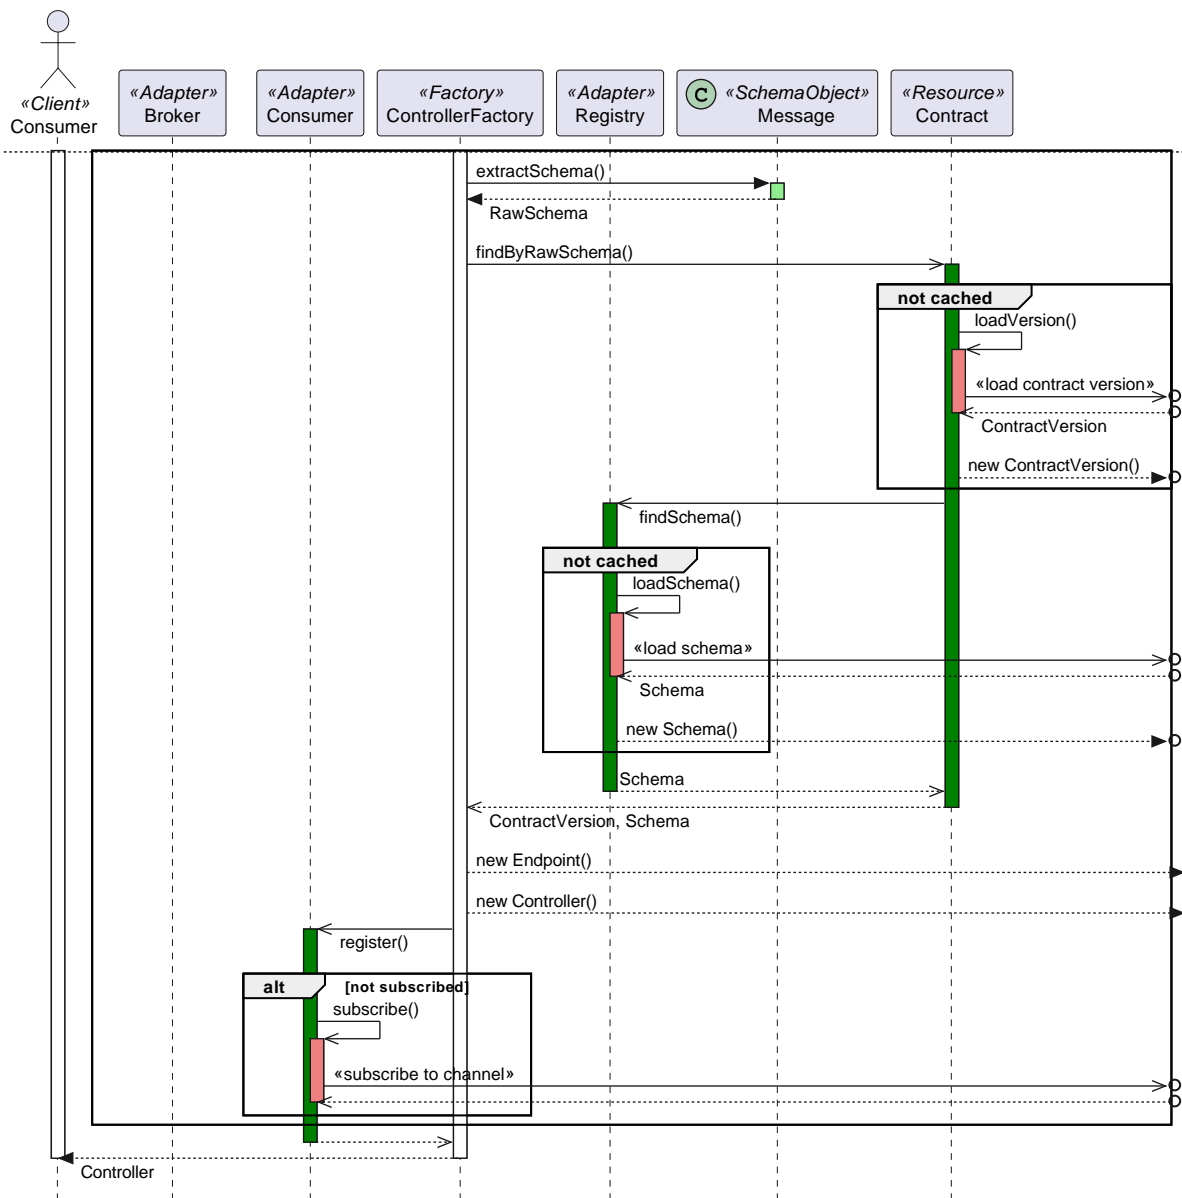 «Client»
Consumer
«Adapter»
Broker
«Adapter»
Consumer
«Factory»
ControllerFactory
«Adapter»
Registry
C «SchemaObject»
Message
«Resource»
Contract
extractSchema()
RawSchema
findByRawSchema()
not cached
loadVersion()
«load contract version»
ContractVersion
new ContractVersion()
findSchema()
not cached
loadSchema()
«load schema»
Schema
new Schema()
Schema
ContractVersion, Schema
new Endpoint()
new Controller()
register()
alt [not subscribed]
subscribe()
«subscribe to channel»
Controller